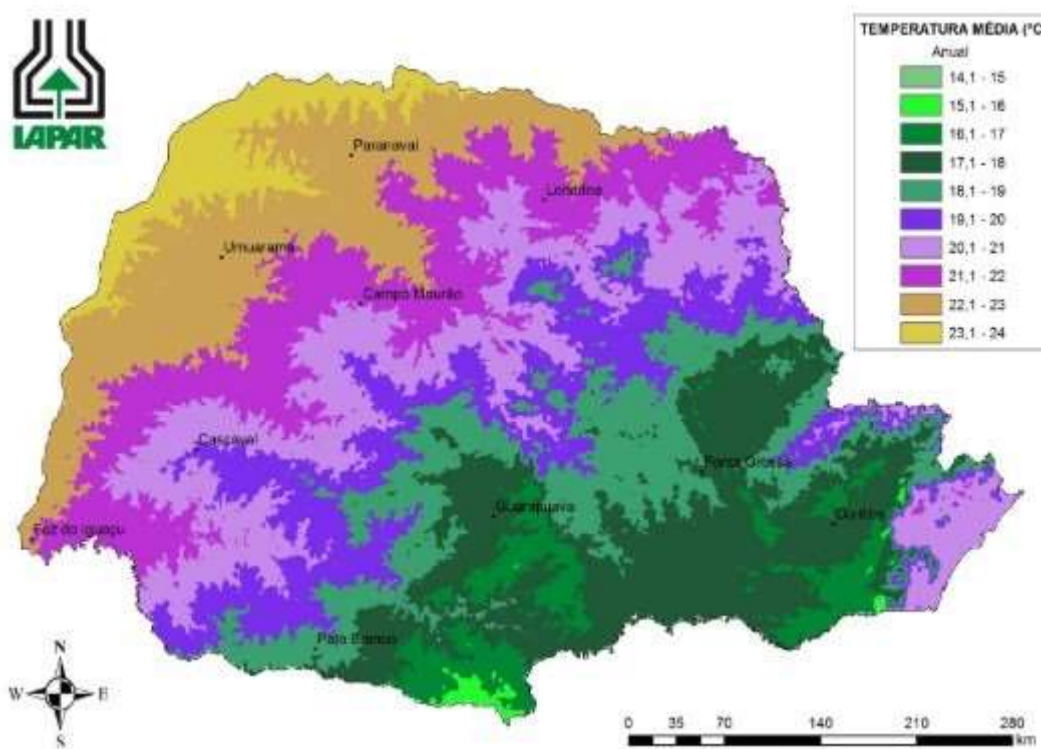 IAPAR
TEMPERATURA MÉDIA (ºC
Anual
14,1 - 15
15,1 - 16
16,1 - 17
17,1 - 18
18,1 - 19
19,1 - 20
20,1 - 21
21,1 - 22
22,1 - 23
23,1 - 24
Paranavaí
Londrina
Umuarama
Campo Mourão
Cascavel
Ponta Grossa
Guarapuava
Curitiba
Foz do Iguaçu
Pato Branco
N
W E
S
0 35 70 140 210 280
km